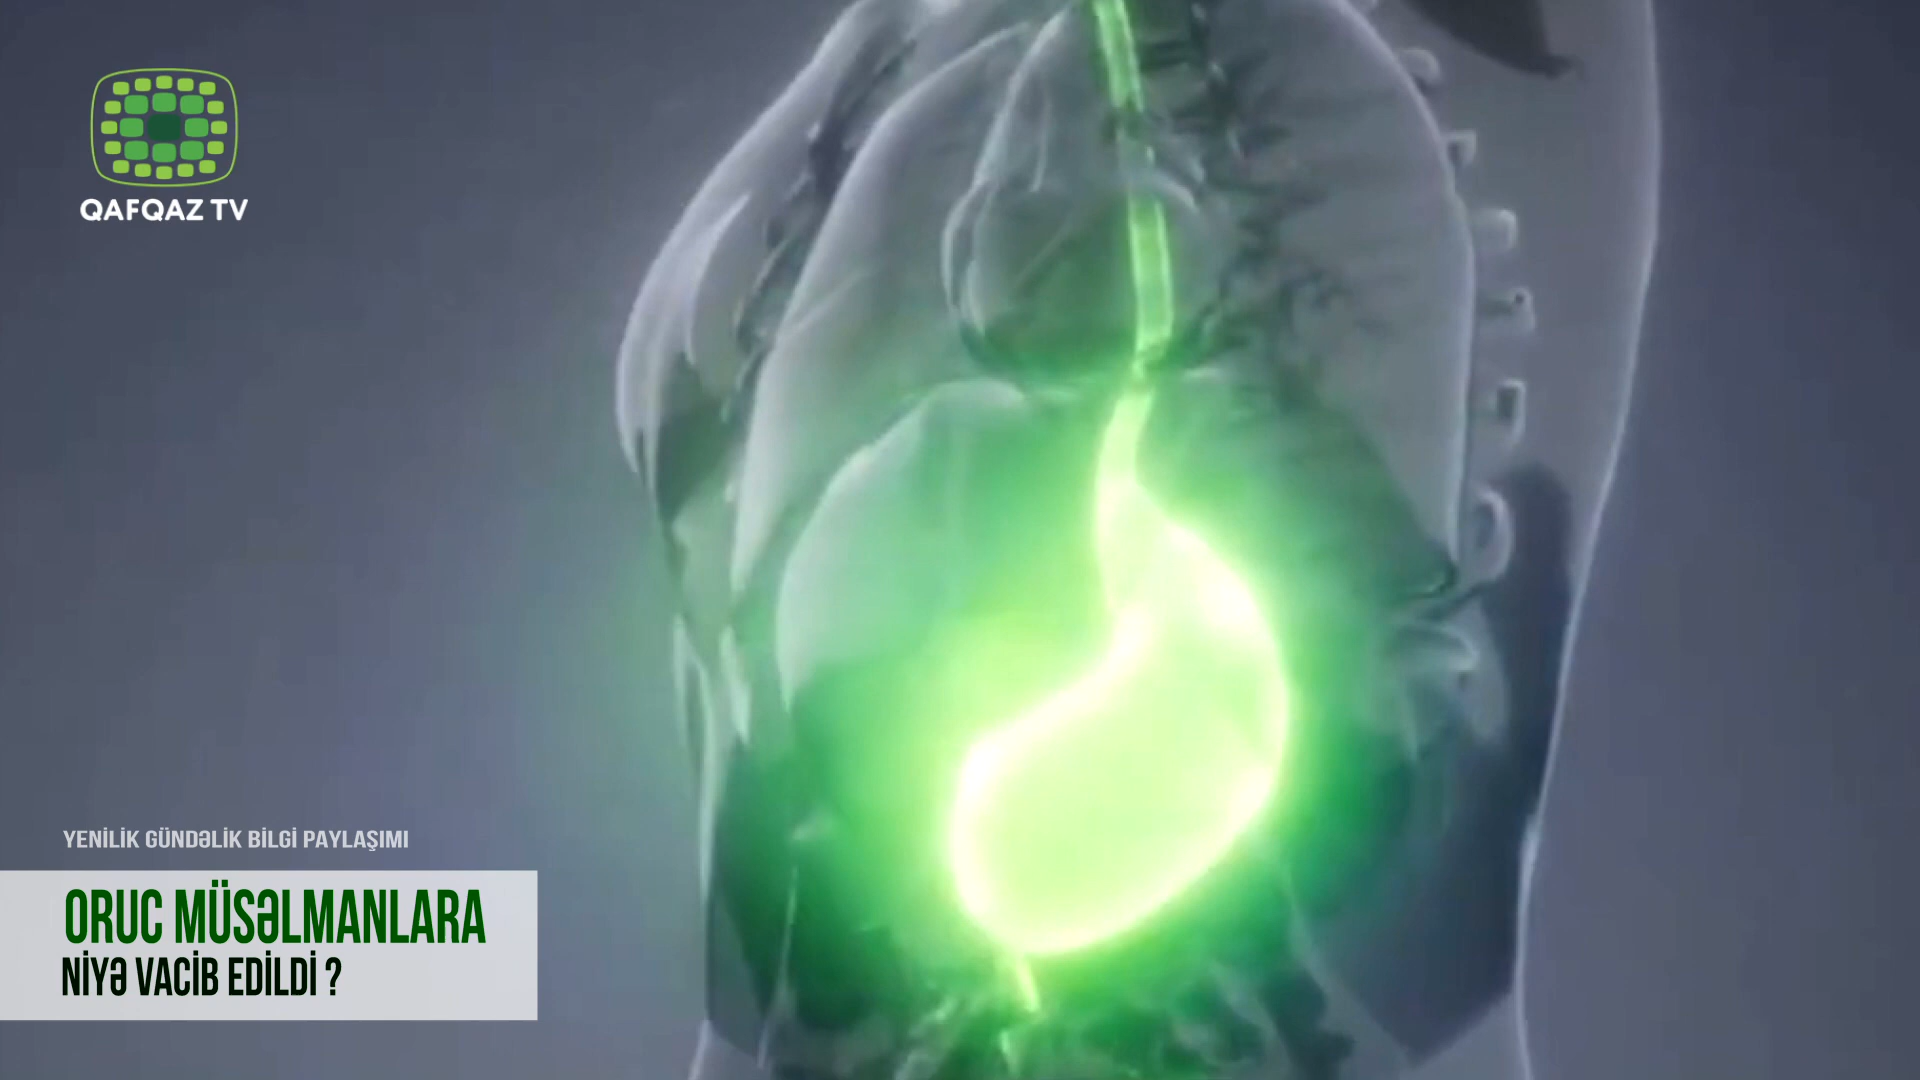 QAFQAZ TV
YENİLİK GÜNDƏLİK BİLGİ PAYLAŞIMI
ORUC MÜSƏLMANLARA
NİYƏ VACİB EDİLDİ ?